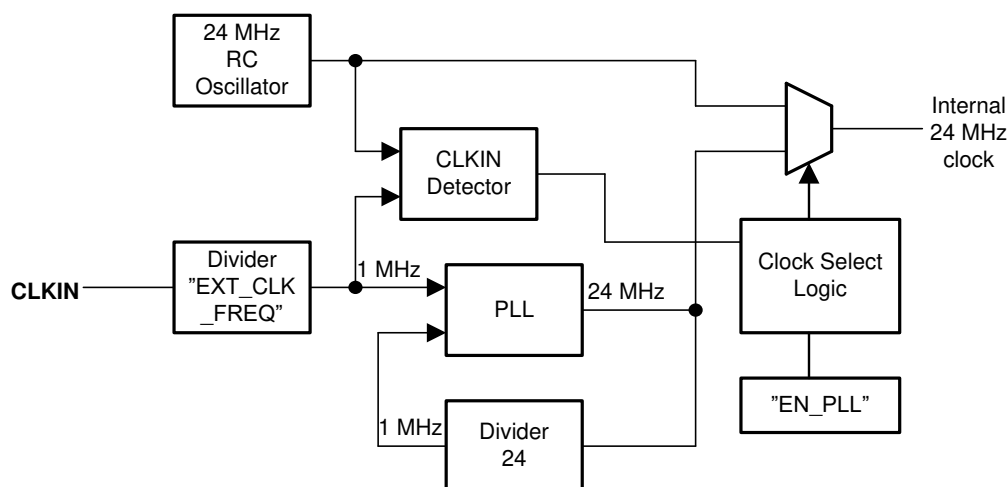 24 MHz
RC
Oscillator
Internal
24 MHz
clock
CLKIN
Detector
CLKIN
Divider
”EXT_CLK
_FREQ”
1 MHz
PLL
24 MHz
Clock Select
Logic
1 MHz
Divider
24
”EN_PLL”